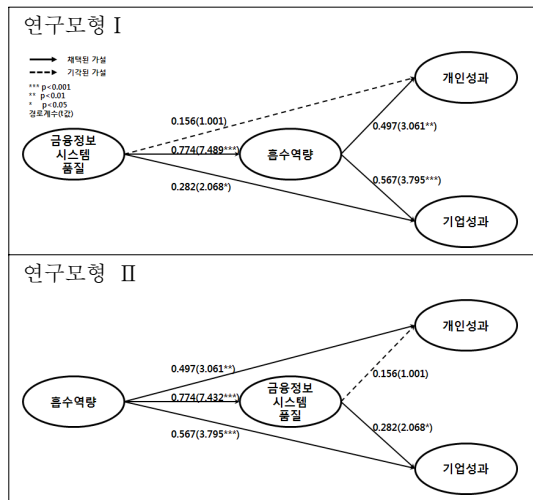 연구모형 I
채택된 가설
기각된 가설
*** p<0.001
** p<0.01
* p<0.05
경로계수(t값)
개인성과
0.156(1.001)
0.497(3.061**)
금융정보
시스템
품질
0.774(7.489***)
흡수역량
0.567(3.795***)
0.282(2.068*)
기업성과
연구모형 II
개인성과
0.497(3.061**)
0.156(1.001)
흡수역량
0.774(7.432***)
금융정보
시스템
품질
0.282(2.068*)
0.567(3.795***)
기업성과